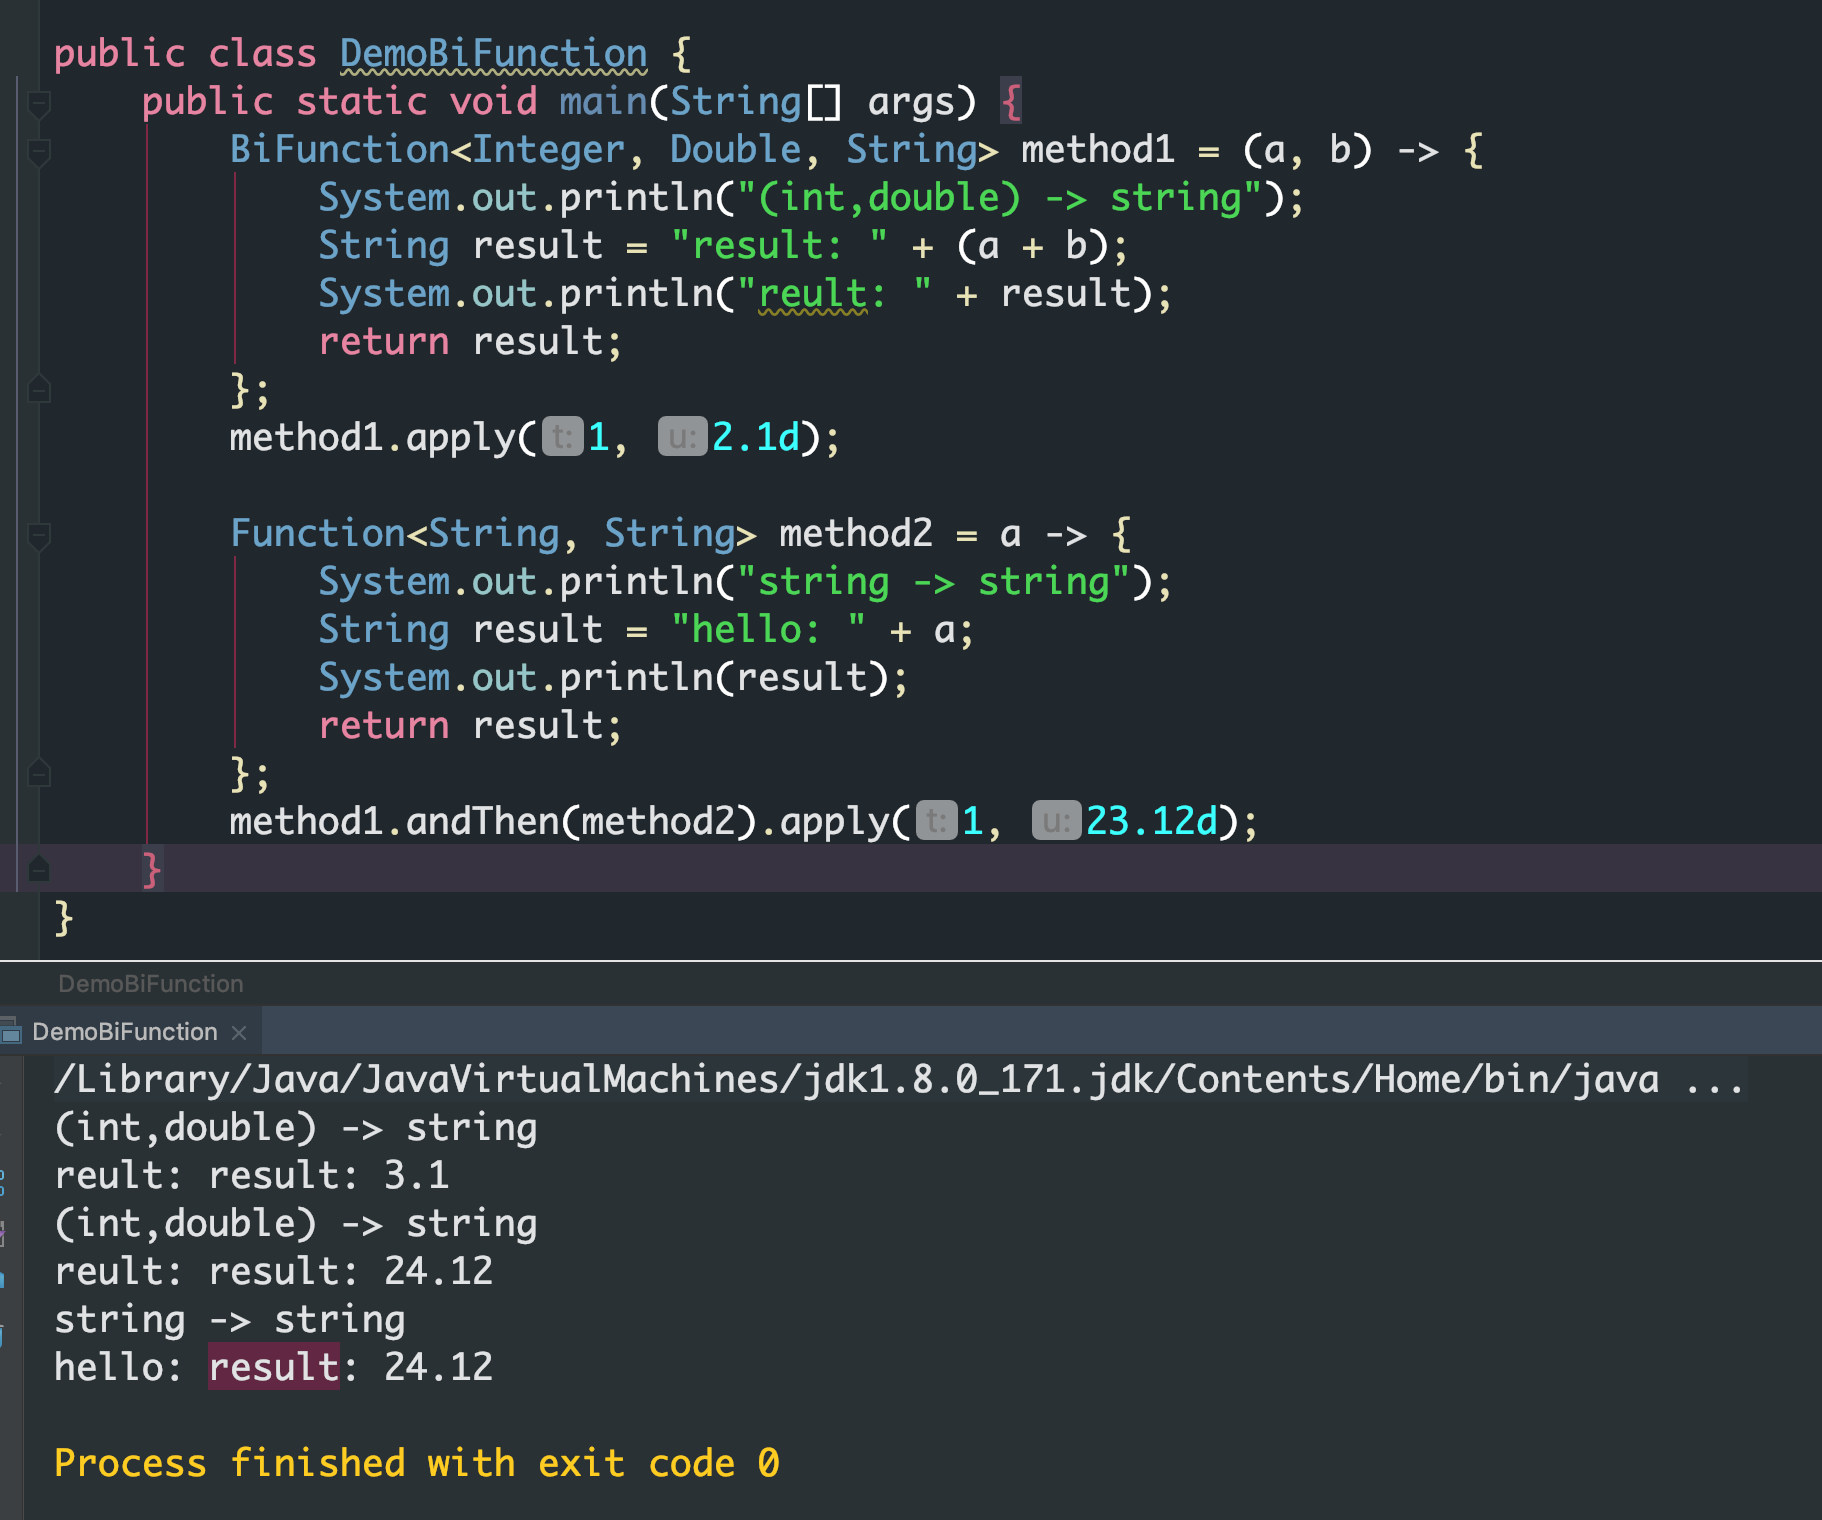 public class DemoBiFunction {
    public static void main(String[] args) {
        BiFunction<Integer, Double, String> method1 = (a, b) -> {
            System.out.println("(int,double) -> string");
            String result = "result: " + (a + b);
            System.out.println("reult: " + result);
            return result;
        };
        method1.apply(t: 1, u: 2.1d);

        Function<String, String> method2 = a -> {
            System.out.println("string -> string");
            String result = "hello: " + a;
            System.out.println(result);
            return result;
        };
        method1.andThen(method2).apply(t: 1, u: 23.12d);
    }
}
DemoBiFunction
DemoBiFunction ×
/Library/Java/JavaVirtualMachines/jdk1.8.0_171.jdk/Contents/Home/bin/java ...
(int,double) -> string
reult: result: 3.1
(int,double) -> string
reult: result: 24.12
string -> string
hello: result: 24.12

Process finished with exit code 0